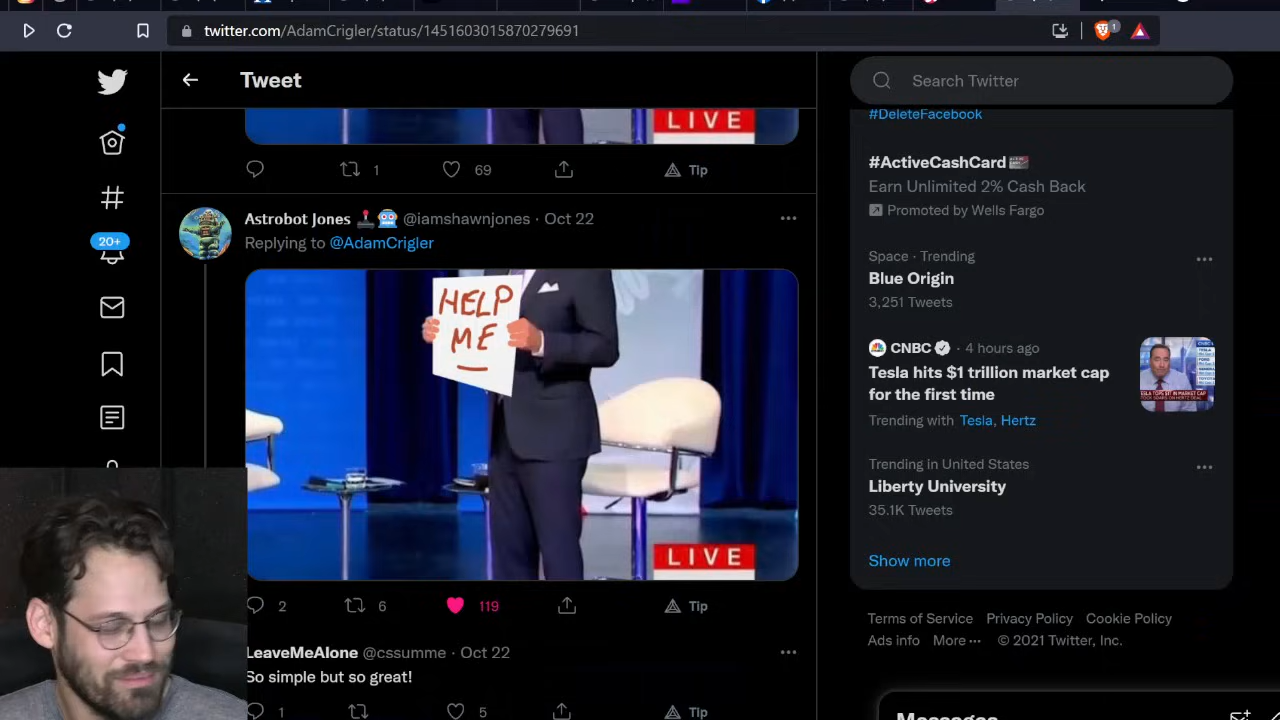 twitter.com/AdamCrigler/status/1451603015870279691
1
Tweet
Search Twitter
#DeleteFacebook
LIVE
1
69
Tip
#ActiveCashCard
Earn Unlimited 2% Cash Back
Promoted by Wells Fargo
Astrobot Jones @iamshawnjones · Oct 22
Replying to @AdamCrigler
20+
HELP
ME
LIVE
Space · Trending
Blue Origin
3,251 Tweets
CNBC · 4 hours ago
Tesla hits $1 trillion market cap
for the first time
Trending with Tesla, Hertz
Trending in United States
Liberty University
35.1K Tweets
Show more
2
6
119
Tip
Terms of Service Privacy Policy Cookie Policy
Ads info More ··· © 2021 Twitter, Inc.
LeaveMeAlone @cssumme · Oct 22
So simple but so great!
1
5
Tip
Messages